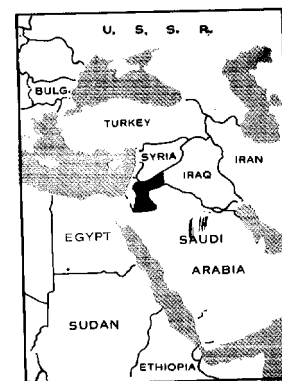 U. S. S. R.
BULG.
TURKEY
SYRIA
IRAN
IRAQ
EGYPT
SAUDI
ARABIA
SUDAN
ETHIOPIA